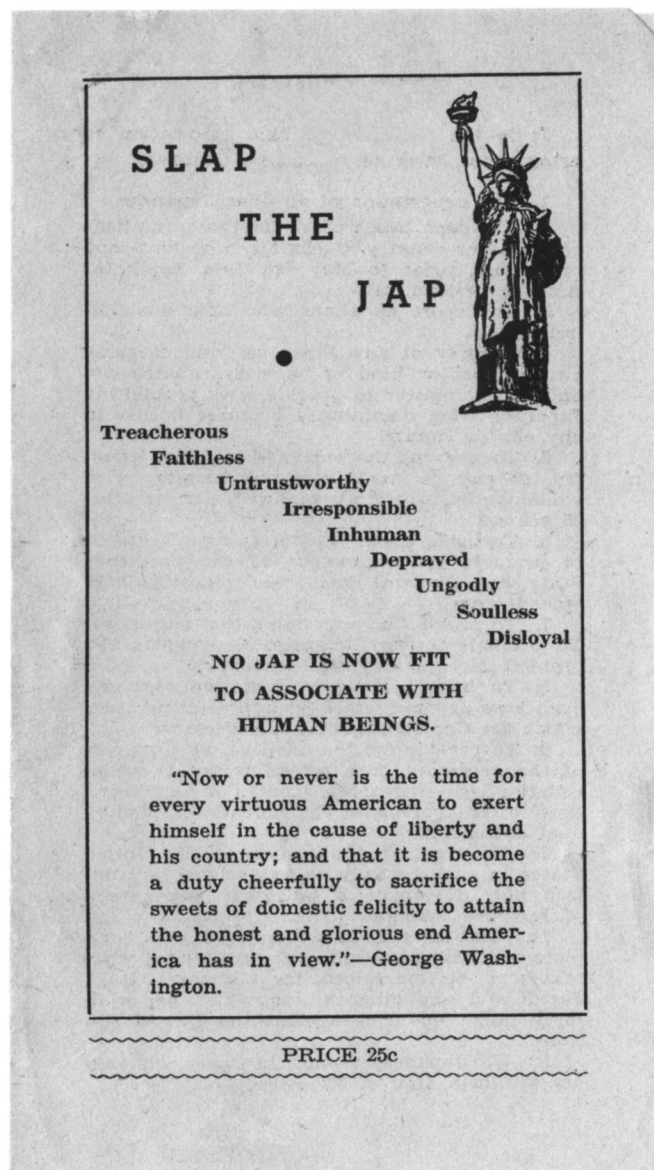 SLAP
THE
JAP
Treacherous
Faithless
Untrustworthy
Irresponsible
Inhuman
Depraved
Ungodly
Soulless
Disloyal
NO JAP IS NOW FIT
TO ASSOCIATE WITH
HUMAN BEINGS.
"Now or never is the time for
every virtuous American to exert
himself in the cause of liberty and
his country; and that it is become
a duty cheerfully to sacrifice the
sweets of domestic felicity to attain
the honest and glorious end Amer-
ica has in view."—George Wash-
ington.
PRICE 25c